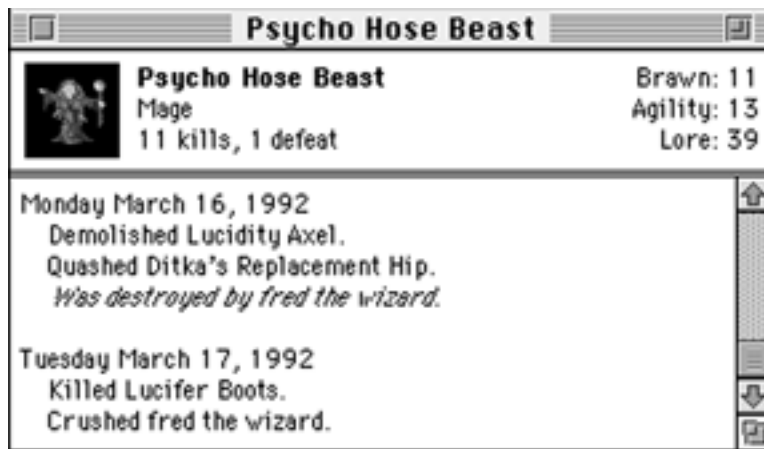 Psycho Hose Beast
Psycho Hose Beast
Mage
11 kills, 1 defeat
Brawn: 11
Agility: 13
Lore: 39
Monday March 16, 1992
Demolished Lucidity Axel.
Quashed Ditka's Replacement Hip.
Was destroyed by fred the wizard.
Tuesday March 17, 1992
Killed Lucifer Boots.
Crushed fred the wizard.